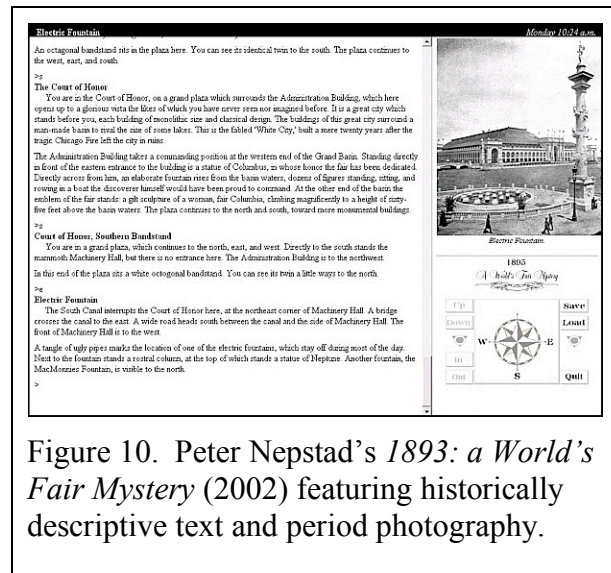 Electric Fountain
Monday 10:24 a.m.
An octagonal bandstand sits in the plaza here. You can see its identical twin to the south. The plaza continues to
the west, east, and south.
>s
The Court of Honor
You are in the Court of Honor, on a grand plaza which surrounds the Administration Building, which here
opens up to a glorious vista the likes of which you have never seen nor imagined before. It is a great city which
stands before you, each building of monolithic size and classical design. The buildings of this great city surround a
man-made basin to rival the size of some lakes. This is the fabled 'White City,' built a mere twenty years after the
tragic Chicago Fire left the city in ruins.
The Administration Building takes a commanding position at the western end of the Grand Basin. Standing directly
in front of the eastern entrance to the building is a statue of Columbus, in whose honor the fair has been dedicated.
Directly across from him, an elaborate fountain rises from the basin waters, dozens of figures standing, sitting, and
rowing in a boat the discoverer himself would have been proud to command. At the other end of the basin the
emblem of the fair stands: a gilt sculpture of a woman, fair Columbia, climbing magnificently to a height of sixty-
five feet above the basin waters. The plaza continues to the north and south, toward more monumental buildings.
>s
Court of Honor, Southern Bandstand
You are in a grand plaza, which continues to the north, east, and west. Directly to the south stands the
mammoth Machinery Hall, but there is no entrance here. The Administration Building is to the northwest.
In this end of the plaza sits a white octogonal bandstand. You can see its twin a little ways to the north.
>e
Electric Fountain
The South Canal interrupts the Court of Honor here, at the northeast corner of Machinery Hall. A bridge
crosses the canal to the east. A wide road heads south between the canal and the side of Machinery Hall. The
front of Machinery Hall is to the west.
A tangle of ugly pipes marks the location of one of the electric fountains, which stay off during most of the day.
Next to the fountain stands a rostral column, at the top of which stands a statue of Neptune. Another fountain, the
MacMonnies Fountain, is visible to the north.
>
Electric Fountain
1893
A World's Fair Mystery
Up
Save
Down
Load
W
E
In
Out
S
Quit
Figure 10. Peter Nepstad's 1893: a World's
Fair Mystery (2002) featuring historically
descriptive text and period photography.